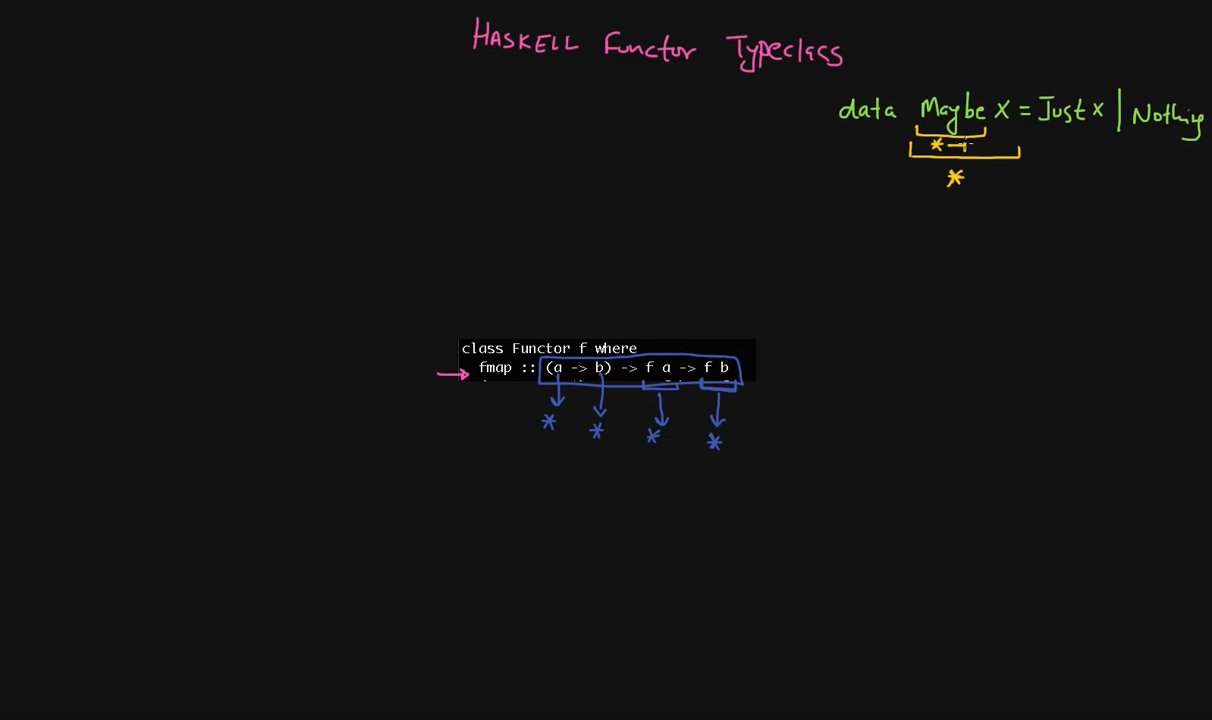 HASKELL Functor Typeclass
data Maybe x = Just x | Nothing
* →
*
class Functor f where
fmap :: (a -> b) -> f a -> f b
* * * *